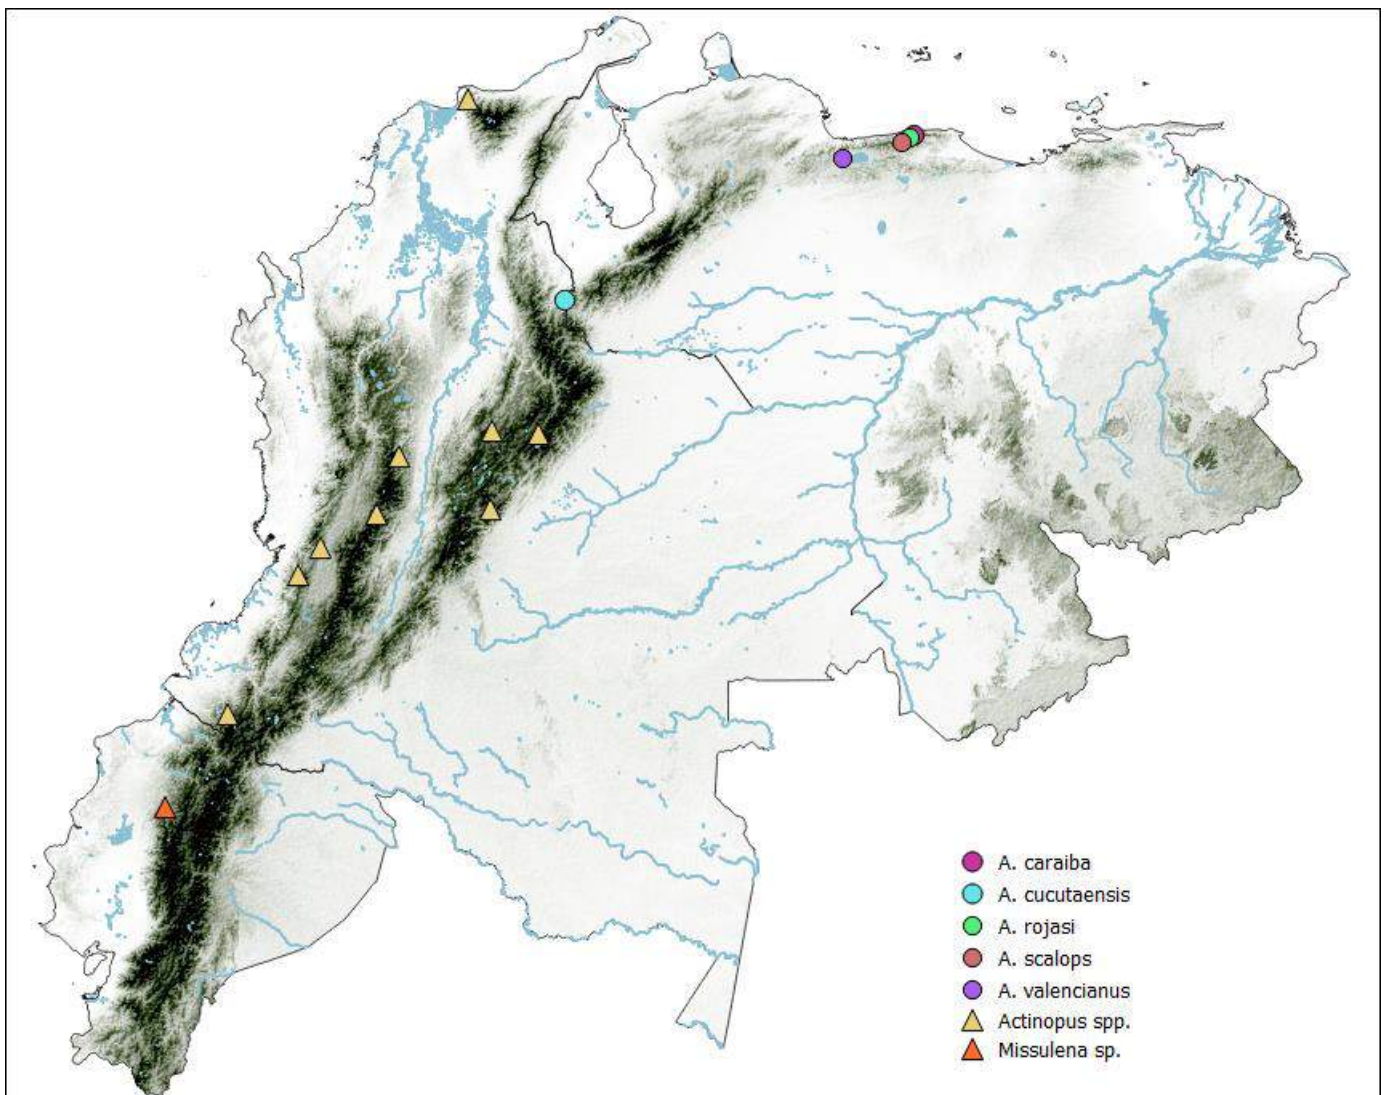 A. caraiba
A. cucutaensis
A. rojasi
A. scalops
A. valencianus
Actinopus spp.
Missulena sp.